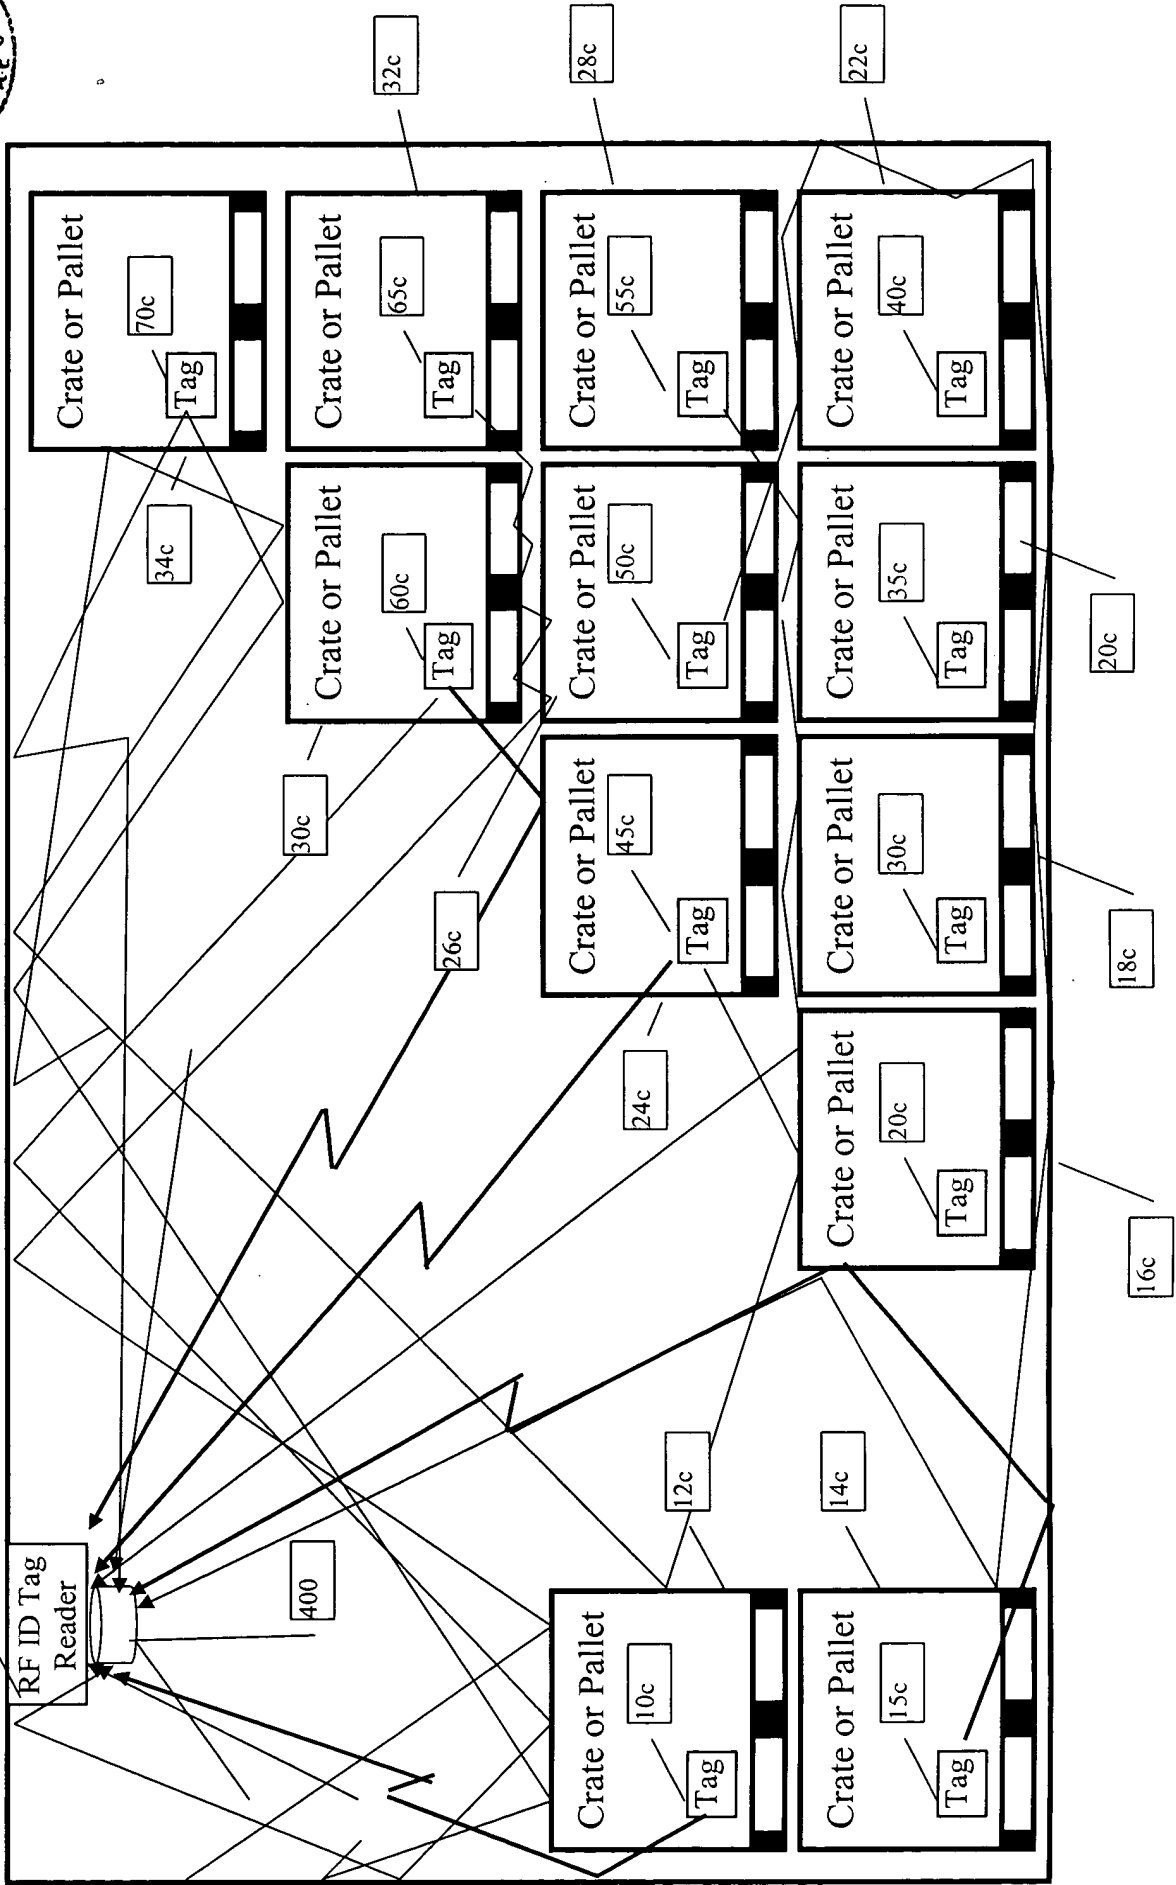 RF ID Tag
Reader
Crate or Pallet
70c
34c
Tag
400
30c
Crate or Pallet
Crate or Pallet
60c
65c
32c
Tag
Tag
26c
Crate or Pallet
Crate or Pallet
Crate or Pallet
Crate or Pallet
28c
10c
24c
45c
50c
55c
12c
Tag
Tag
Tag
Tag
14c
Crate or Pallet
Crate or Pallet
Crate or Pallet
Crate or Pallet
Crate or Pallet
22c
15c
20c
30c
35c
40c
Tag
Tag
Tag
Tag
Tag
20c
18c
16c